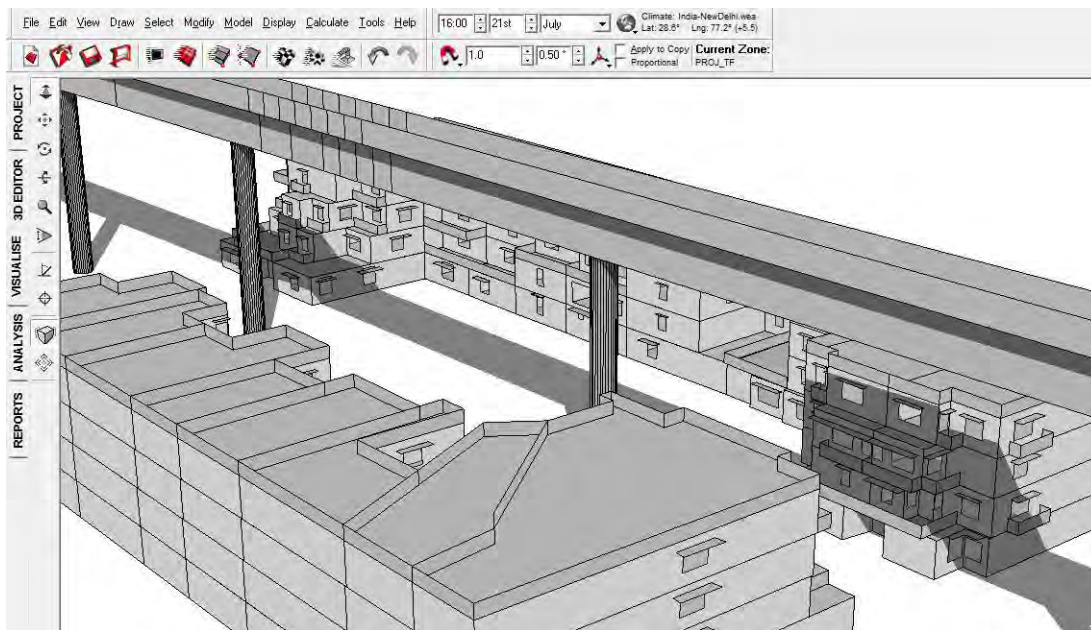 File Edit View Draw Select Modify Model Display Calculate Tools Help
16:00 21st July
Climate: India-NewDelhi.wea
Lat: 28.6° Lng: 77.2° (+5.5)
1.0 0.50 °
Apply to Copy
Proportional
Current Zone:
PROJ_TF
PROJECT
3D EDITOR
VISUALISE
ANALYSIS
REPORTS